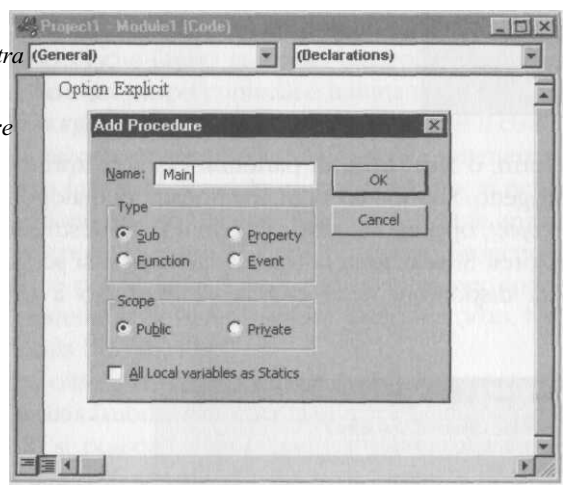 Project1 - Module1 (Code)
tra
(General)
(Declarations)
Option Explicit
re
Add Procedure
Name: Main
OK
Cancel
Type
Sub
Property
Function
Event
Scope
Public
Private
All Local variables as Statics